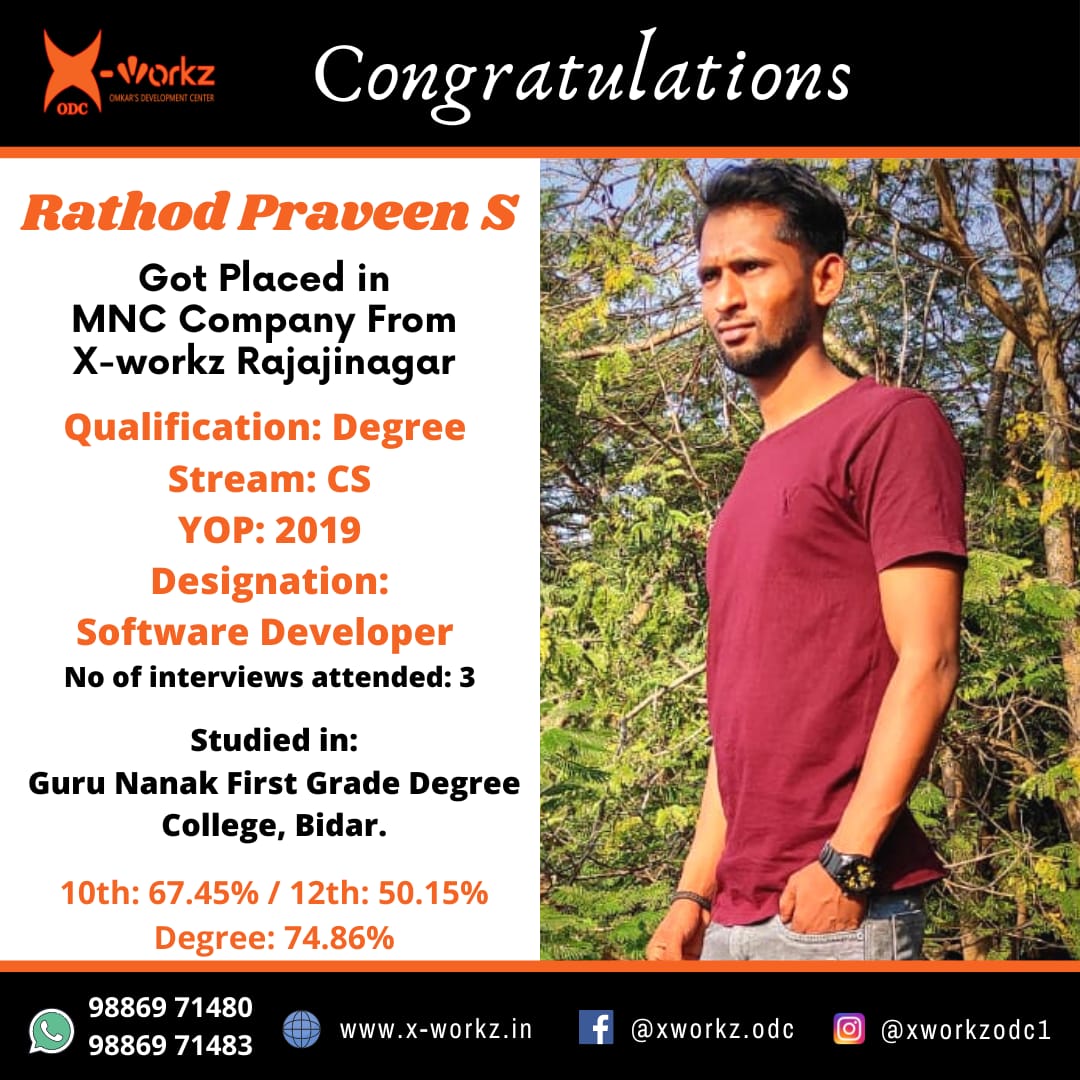 X-workz
OMKAR'S DEVELOPMENT CENTER
ODC
Congratulations
Rathod Praveen S
Got Placed in
MNC Company From
X-workz Rajajinagar
Qualification: Degree
Stream: CS
YOP: 2019
Designation:
Software Developer
No of interviews attended: 3
Studied in:
Guru Nanak First Grade Degree
College, Bidar.
10th: 67.45% / 12th: 50.15%
Degree: 74.86%
98869 71480
98869 71483
www.x-workz.in
@xworkz.odc
@xworkzodc1